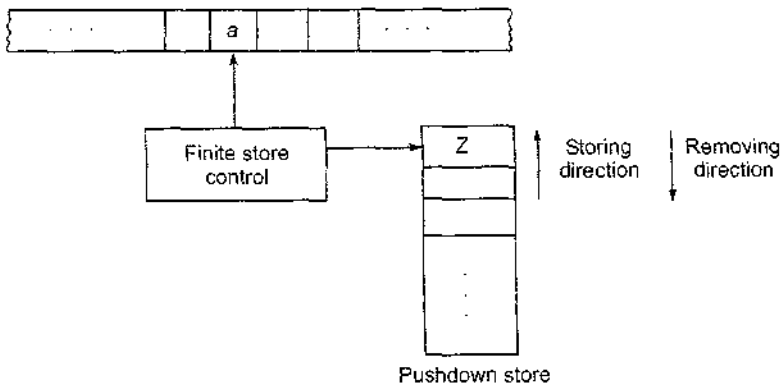 . . . a . . .
Finite store
control
Z
Storing
direction
Removing
direction
.
.
.
Pushdown store